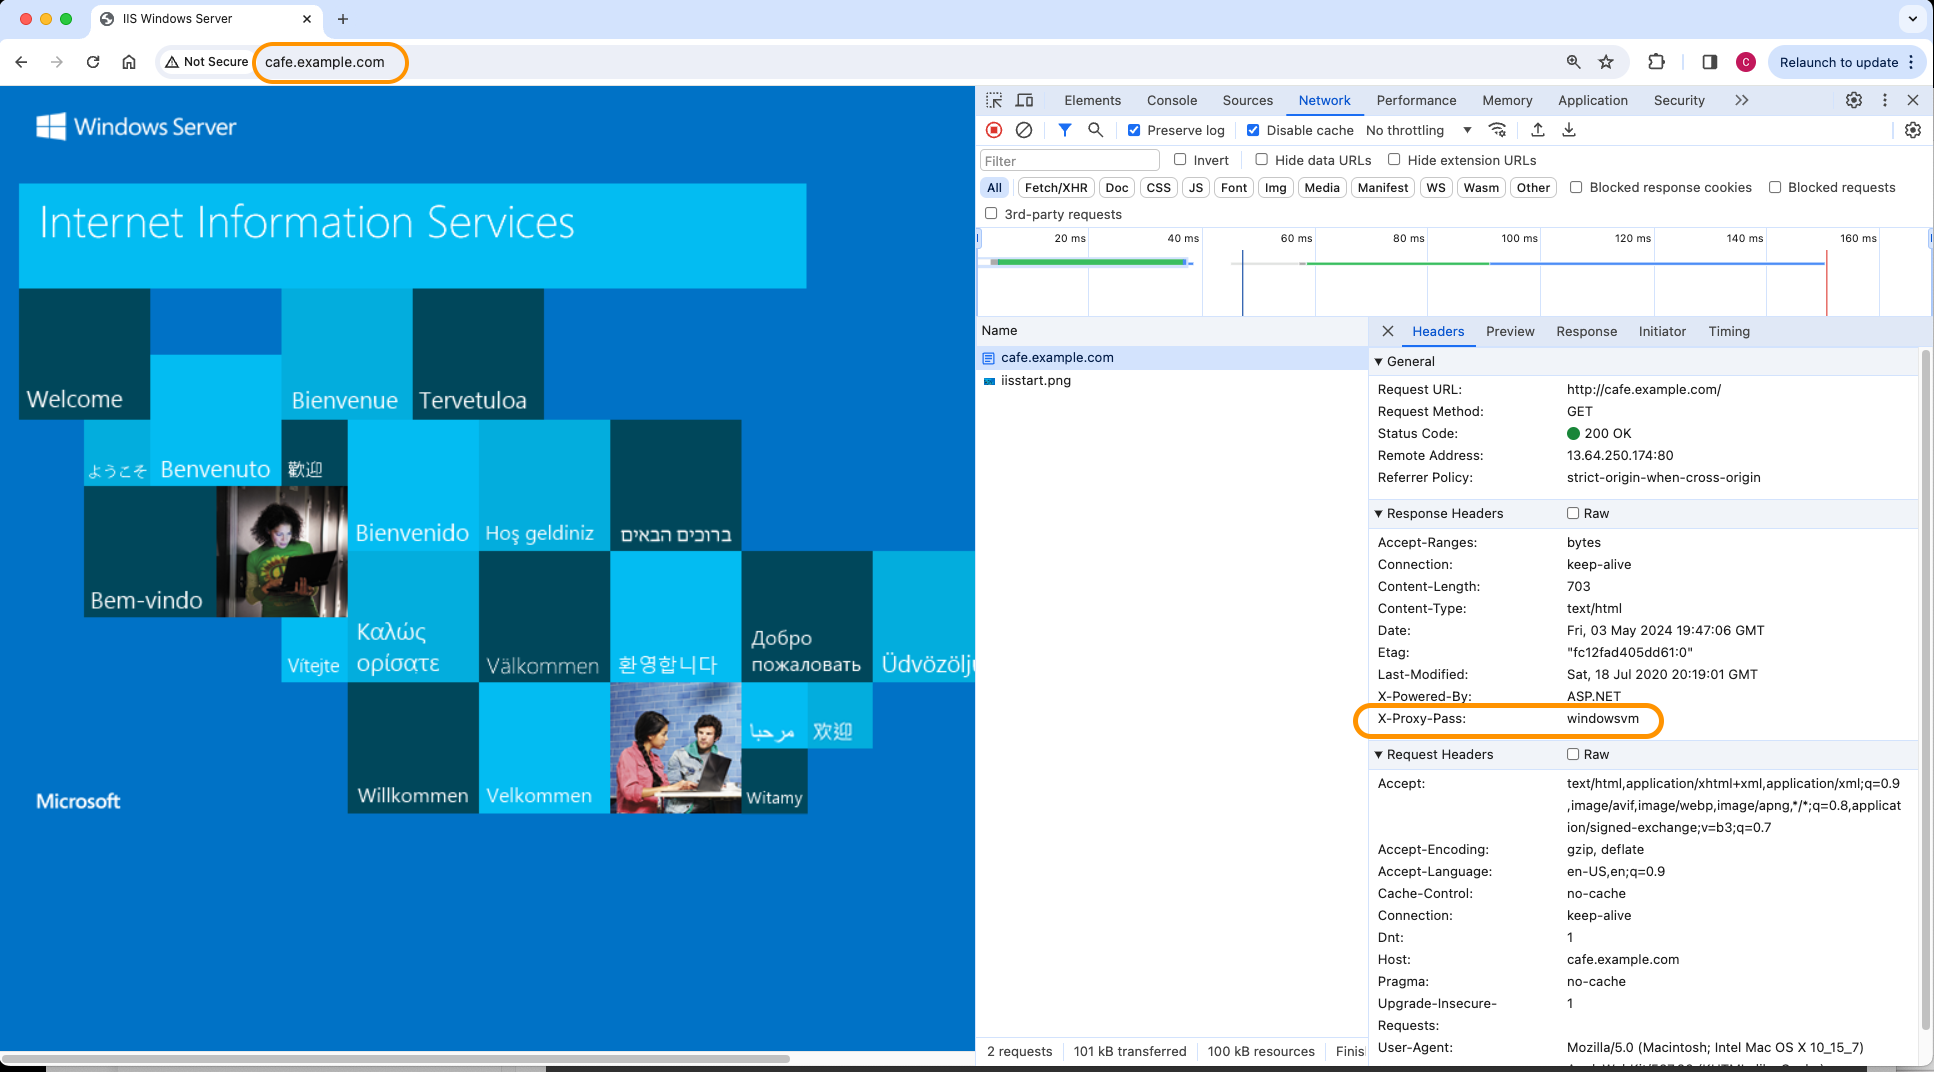 IIS Windows Server
Not Secure
cafe.example.com
C
Relaunch to update
Windows Server
Internet Information Services
Welcome
Bienvenue
Tervetuloa
ようこそ
Benvenuto
歡迎
Bienvenido
Hoş geldiniz
ברוכים הבאים
Bem-vindo
Vítejte
Καλώς
ορίσατε
Välkommen
환영합니다
Добро
пожаловать
Üdvözölju
Willkommen
Velkommen
مرحبا
欢迎
Witamy
Microsoft
Elements Console Sources Network Performance Memory Application Security
Preserve log Disable cache No throttling
Filter Invert Hide data URLs Hide extension URLs
All Fetch/XHR Doc CSS JS Font Img Media Manifest WS Wasm Other Blocked response cookies Blocked requests
3rd-party requests
20 ms 40 ms 60 ms 80 ms 100 ms 120 ms 140 ms 160 ms
Name
cafe.example.com
iisstart.png
Headers Preview Response Initiator Timing
General
Request URL: http://cafe.example.com/
Request Method: GET
Status Code: 200 OK
Remote Address: 13.64.250.174:80
Referrer Policy: strict-origin-when-cross-origin
Response Headers Raw
Accept-Ranges: bytes
Connection: keep-alive
Content-Length: 703
Content-Type: text/html
Date: Fri, 03 May 2024 19:47:06 GMT
Etag: "fc12fad405dd61:0"
Last-Modified: Sat, 18 Jul 2020 20:19:01 GMT
X-Powered-By: ASP.NET
X-Proxy-Pass: windowsvm
Request Headers Raw
Accept: text/html,application/xhtml+xml,application/xml;q=0.9
,image/avif,image/webp,image/apng,*/*;q=0.8,applicat
ion/signed-exchange;v=b3;q=0.7
Accept-Encoding: gzip, deflate
Accept-Language: en-US,en;q=0.9
Cache-Control: no-cache
Connection: keep-alive
Dnt: 1
Host: cafe.example.com
Pragma: no-cache
Upgrade-Insecure- 1
Requests:
User-Agent: Mozilla/5.0 (Macintosh; Intel Mac OS X 10_15_7)
2 requests 101 kB transferred 100 kB resources Finis